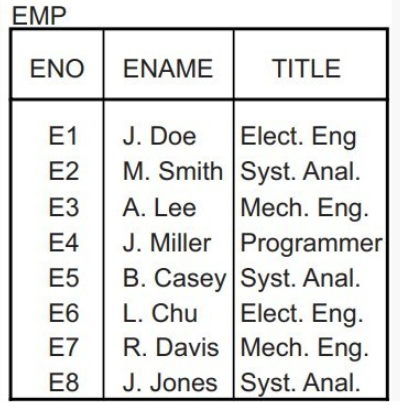 EMP
ENO ENAME TITLE
E1 J. Doe Elect. Eng
E2 M. Smith Syst. Anal.
E3 A. Lee Mech. Eng.
E4 J. Miller Programmer
E5 B. Casey Syst. Anal.
E6 L. Chu Elect. Eng.
E7 R. Davis Mech. Eng.
E8 J. Jones Syst. Anal.